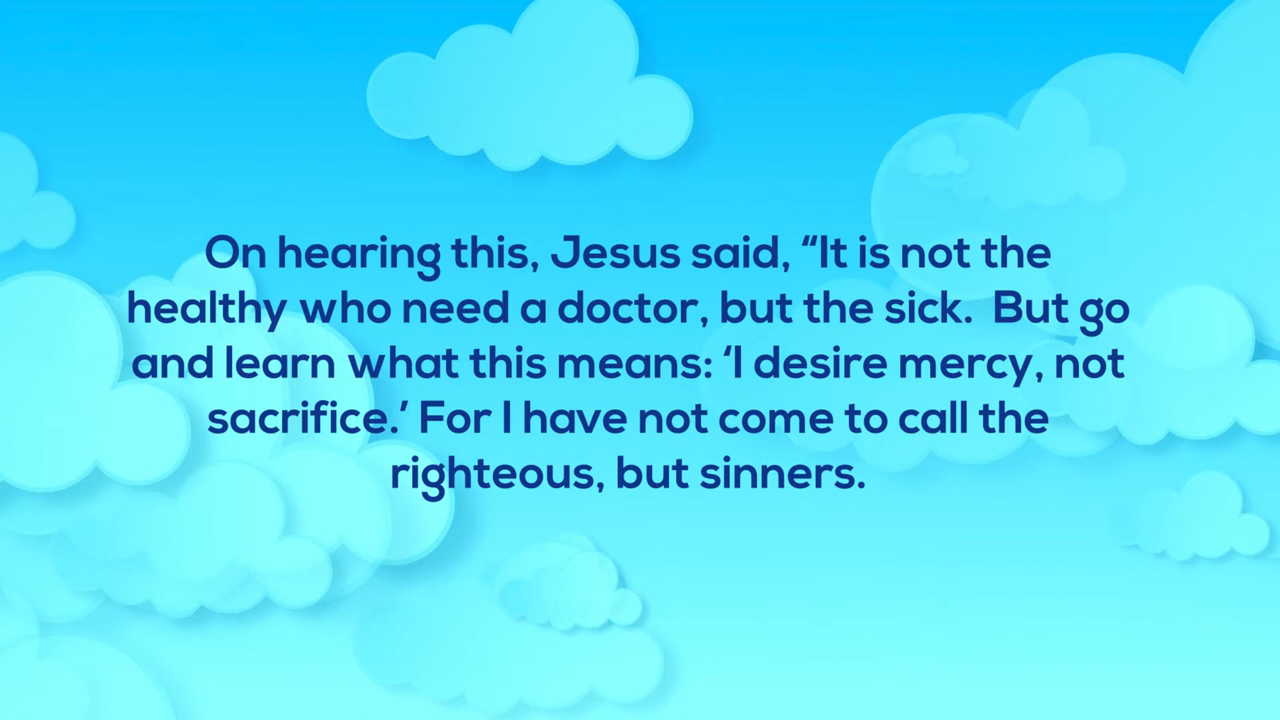 On hearing this, Jesus said, “It is not the
healthy who need a doctor, but the sick.  But go
and learn what this means: ‘I desire mercy, not
sacrifice.’ For I have not come to call the
righteous, but sinners.